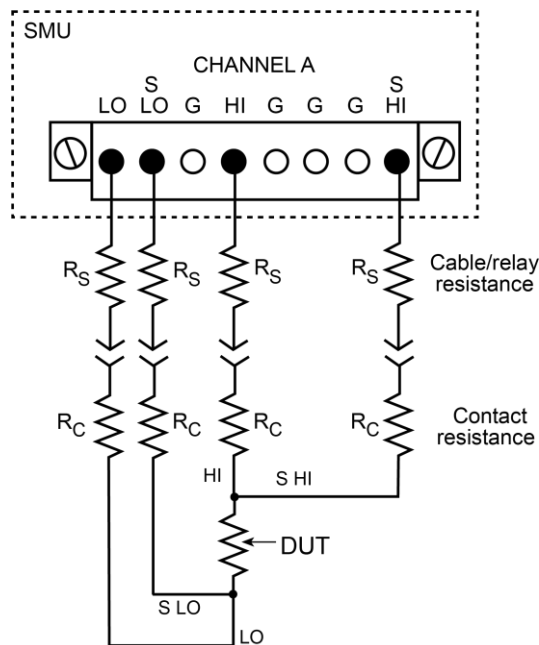 SMU
CHANNEL A
S S
LO LO G HI G G G HI
RS RS RS RS Cable/relay
resistance
RC RC RC RC Contact
resistance
HI S HI
DUT
S LO
LO